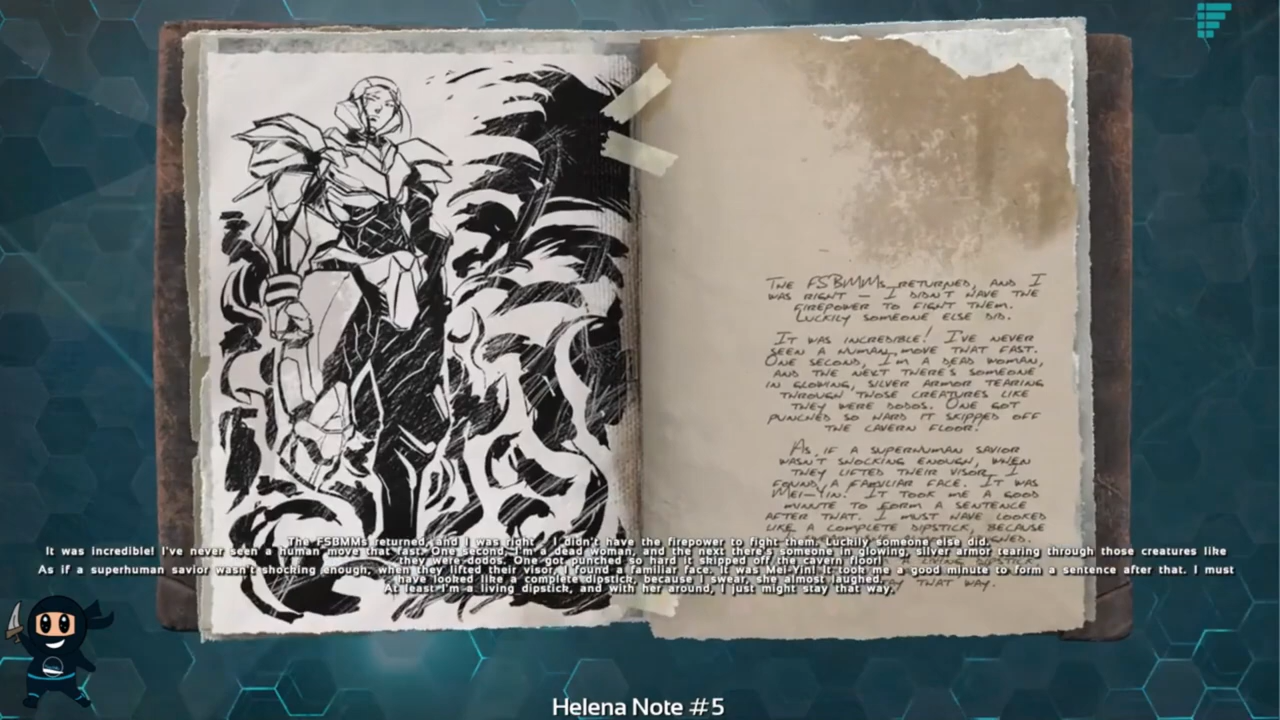 THE FSBMMS RETURNED, AND I
WAS RIGHT — I DIDN'T HAVE THE
FIREPOWER TO FIGHT THEM.
LUCKILY SOMEONE ELSE DID.
IT WAS INCREDIBLE! I'VE NEVER
SEEN A HUMAN MOVE THAT FAST.
ONE SECOND, I'M A DEAD WOMAN,
AND THE NEXT THERE'S SOMEONE
IN GLOWING, SILVER ARMOR TEARING
THROUGH THOSE CREATURES LIKE
THEY WERE DODOS. ONE GOT
PUNCHED SO HARD IT SKIPPED OFF
THE CAVERN FLOOR!
AS IF A SUPERHUMAN SAVIOR
WASN'T SHOCKING ENOUGH, WHEN
THEY LIFTED THEIR VISOR, I
FOUND A FAMILIAR FACE. IT WAS
MEI-YIN! IT TOOK ME A GOOD
MINUTE TO FORM A SENTENCE
AFTER THAT. I MUST HAVE LOOKED
LIKE A COMPLETE DIPSTICK, BECAUSE
The FSBMMs returned, and I was right - I didn't have the firepower to fight them. Luckily someone else did.
It was incredible! I've never seen a human move that fast. One second, I'm a dead woman, and the next there's someone in glowing, silver armor tearing through those creatures like
they were dodos. One got punched so hard it skipped off the cavern floor!
As if a superhuman savior wasn't shocking enough, when they lifted their visor, I found a familiar face. It was Mei-Yin! It took me a good minute to form a sentence after that. I must
have looked like a complete dipstick, because I swear, she almost laughed.
At least I'm a living dipstick, and with her around, I just might stay that way.
THAT WAY.
Helena Note #5